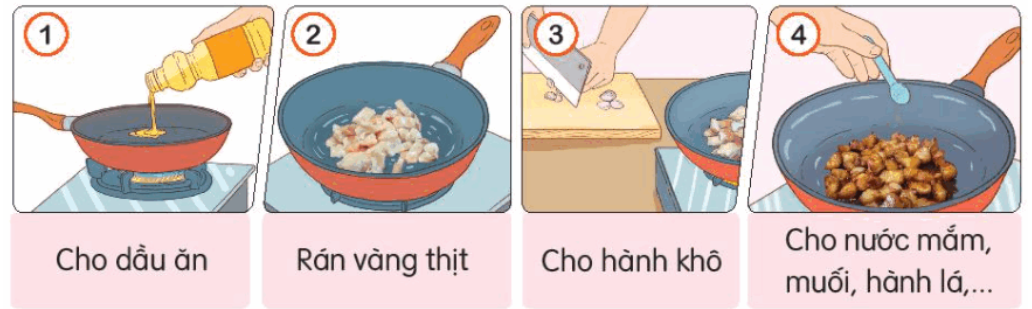 1
2
3
4
Cho dầu ăn
Rán vàng thịt
Cho hành khô
Cho nước mắm,
muối, hành lá,...